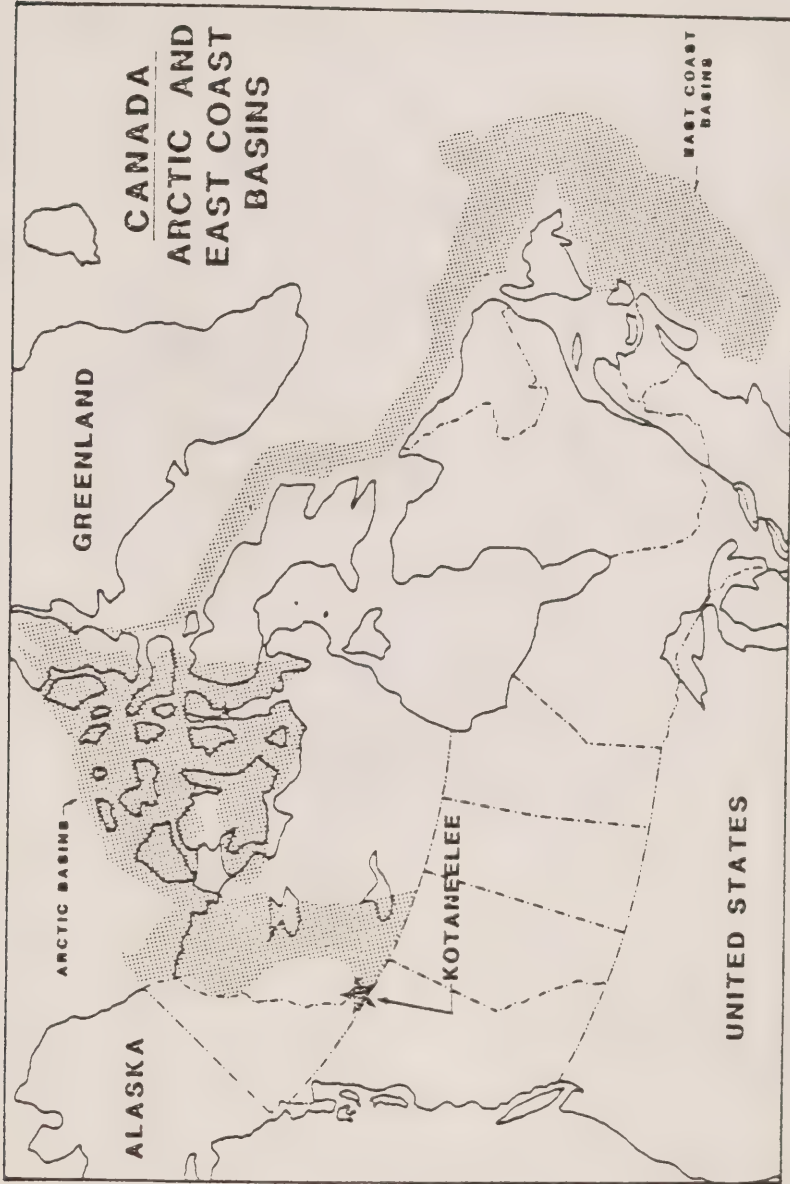 CANADA
ARCTIC AND
EAST COAST
BASINS
GREENLAND
ARCTIC BASINS
ALASKA
KOTANEELEE
UNITED STATES
EAST COAST
BASINS